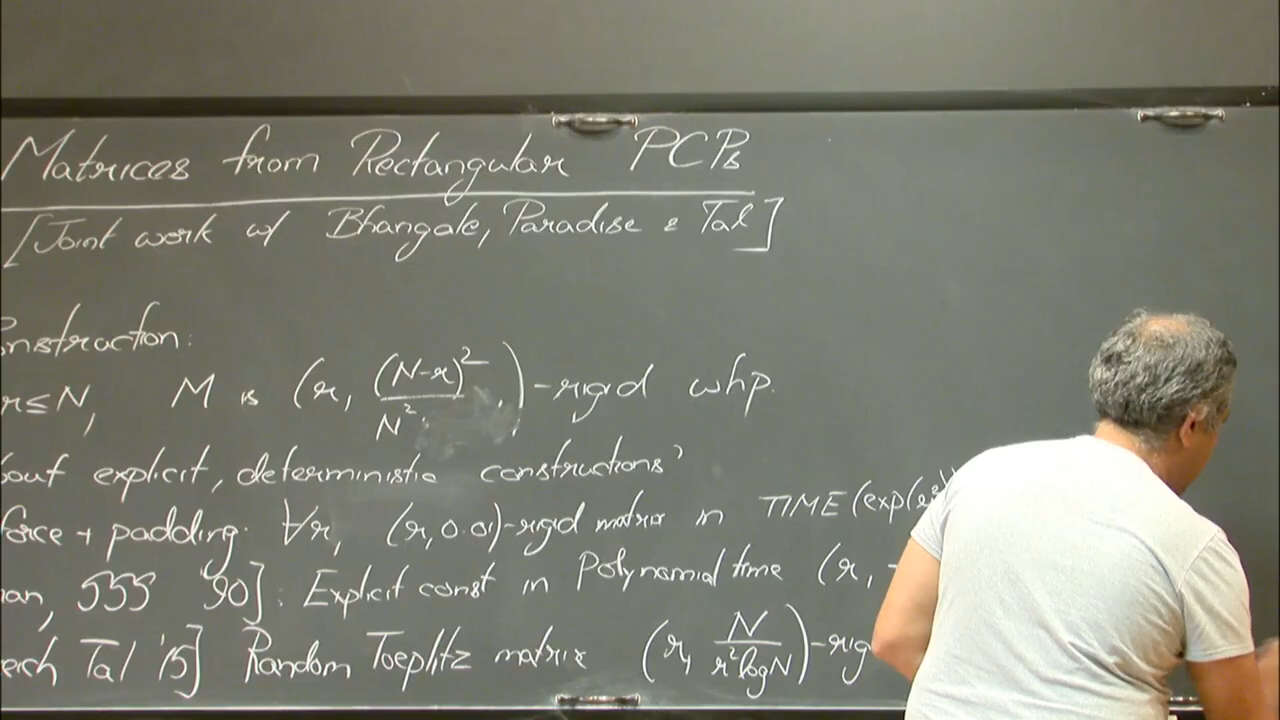 Matrices from Rectangular PCPs
[Joint work w/ Bhangale, Paradise & Tal]
onstruction:
r ≤ N, M is (r, (N-r)²/N²)-rigid whp.
bout explicit, deterministic constructions?
force + padding. ∀r, (r, 0.01)-rigid matrix in TIME(exp(
an, SSS '90]: Explicit const in Polynomial time (r,
eich Tal '15] Random Toeplitz matrix (r, N/(r² log N))-rig